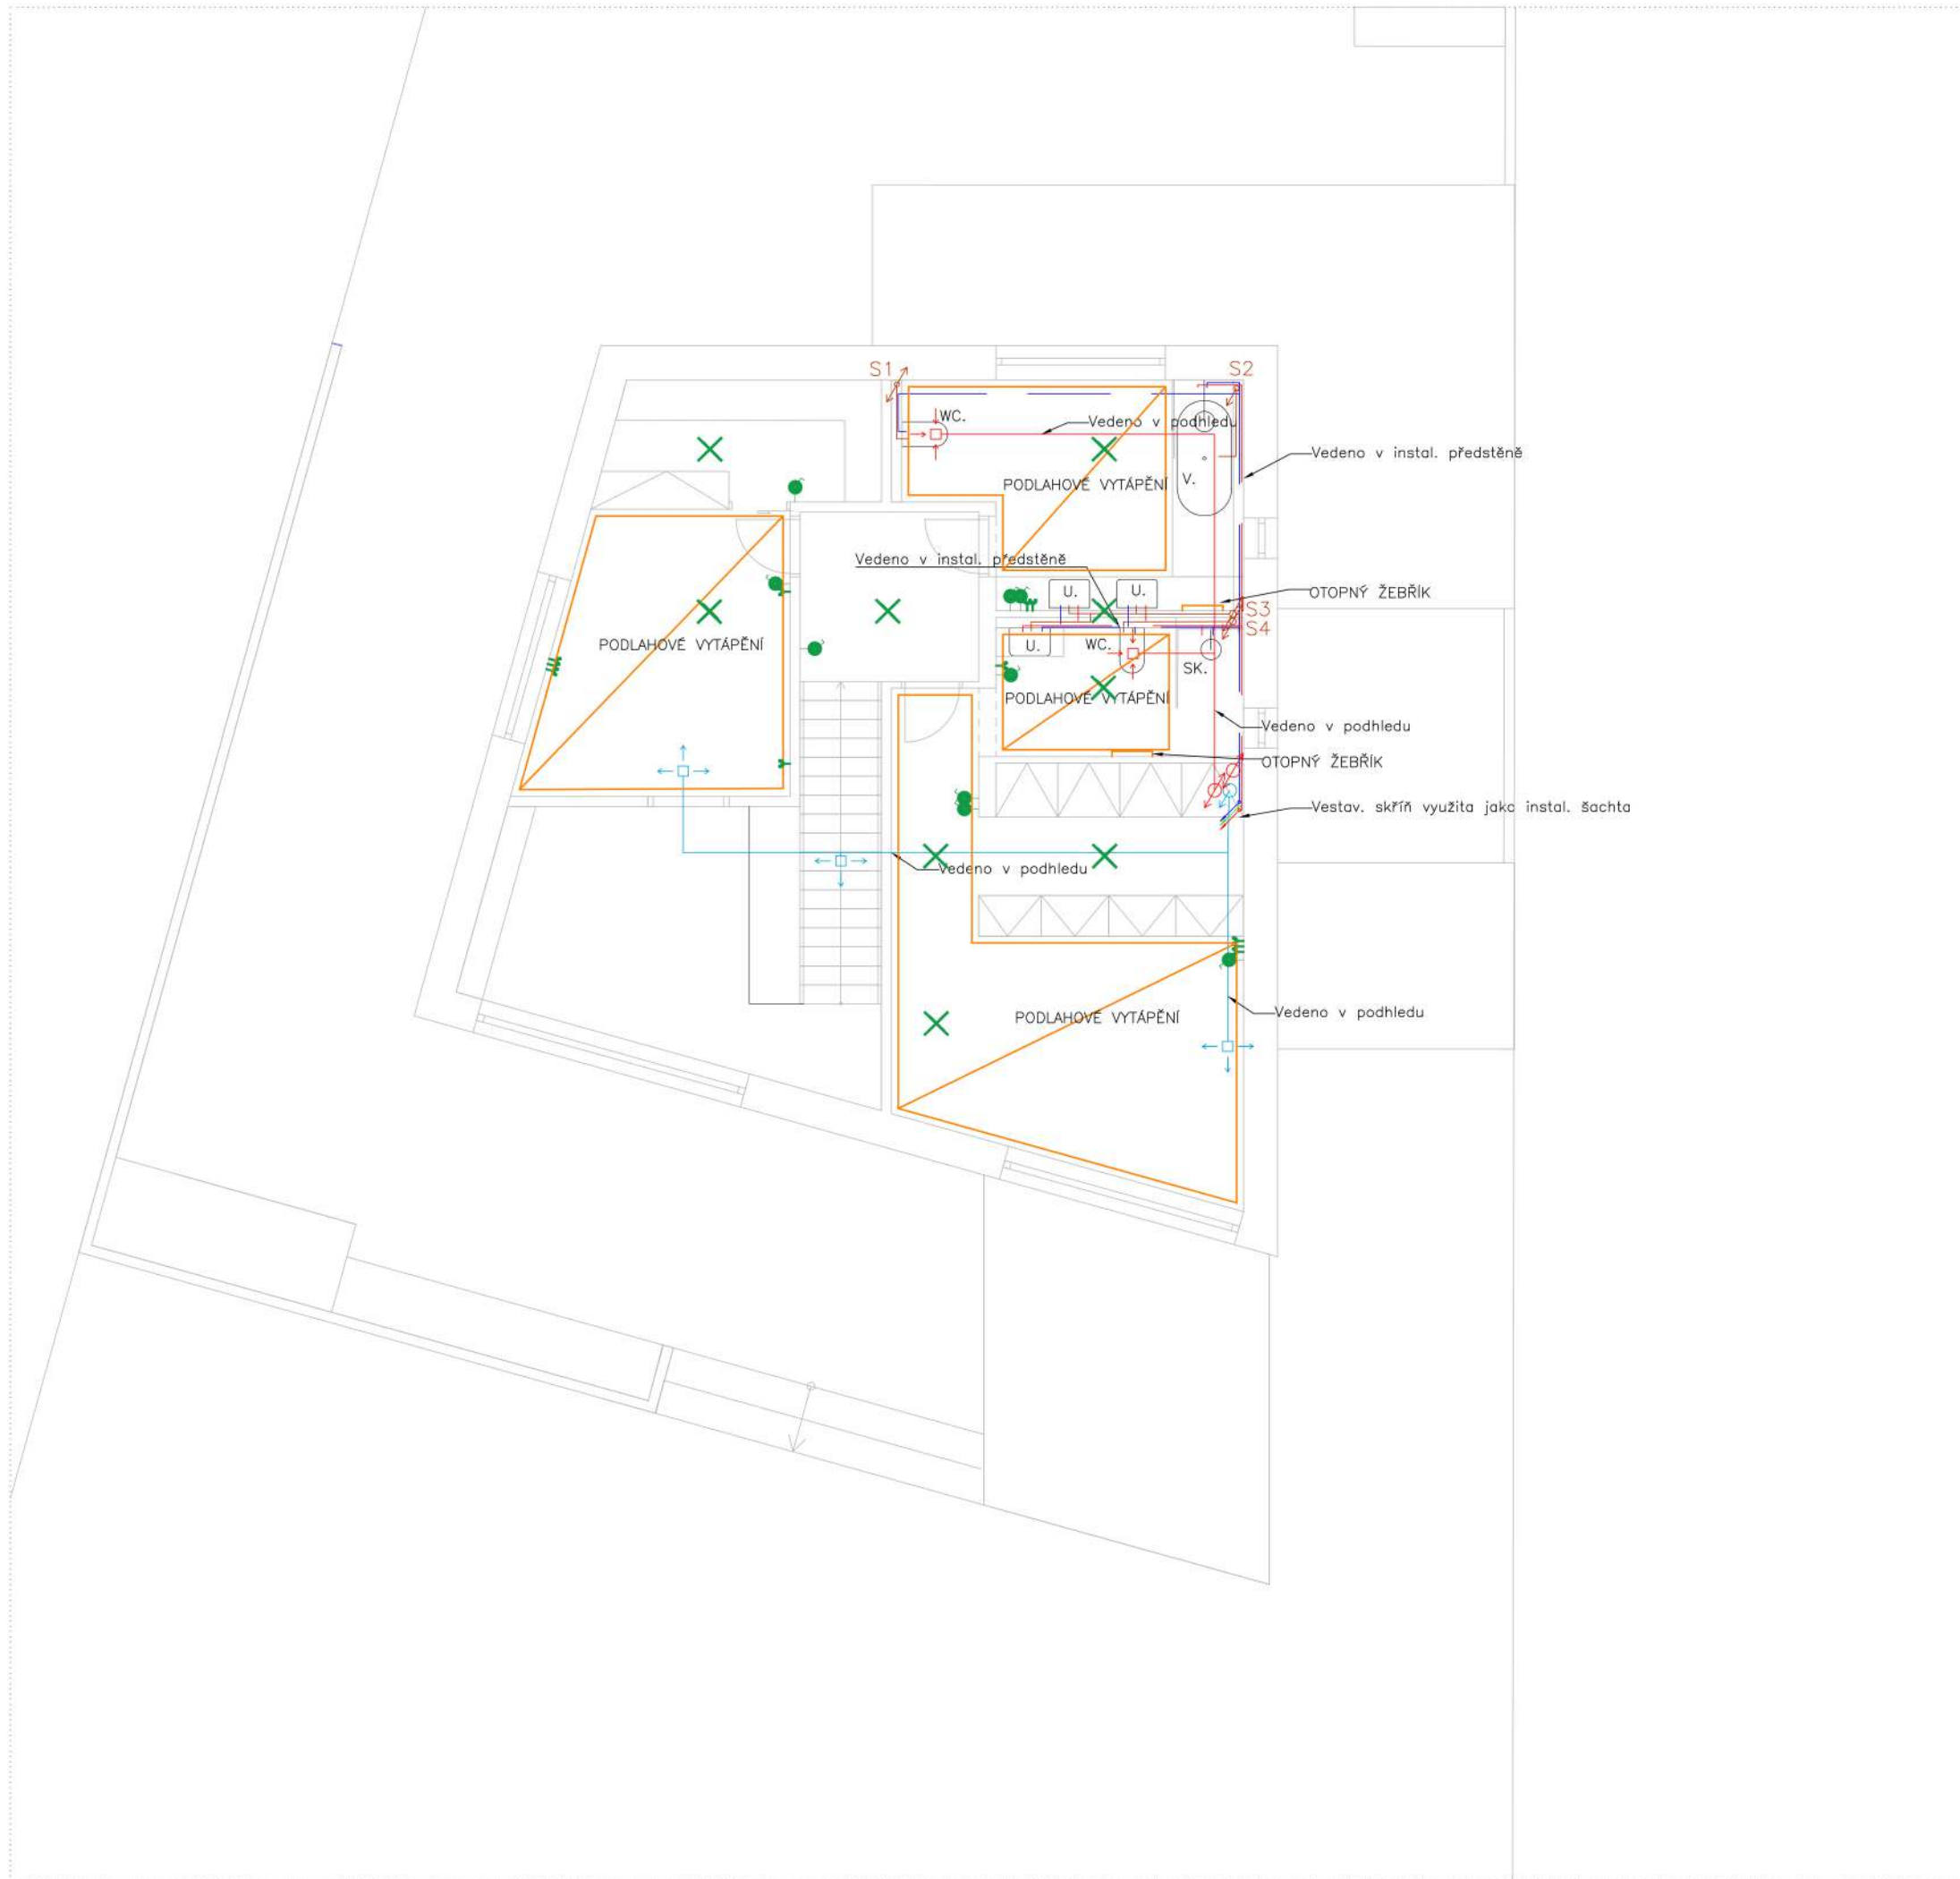 S1
S2
WC.
Vedeno v podhledu
Vedeno v instal. předstěně
V.
PODLAHOVÉ VYTÁPĚNÍ
Vedeno v instal. předstěně
U.
U.
OTOPNÝ ŽEBŘÍK
S3
S4
PODLAHOVÉ VYTÁPĚNÍ
U.
WC.
SK.
PODLAHOVÉ VYTÁPĚNÍ
Vedeno v podhledu
OTOPNÝ ŽEBŘÍK
Vestav. skříň využita jako instal. šachta
Vedeno v podhledu
Vedeno v podhledu
PODLAHOVÉ VYTÁPĚNÍ